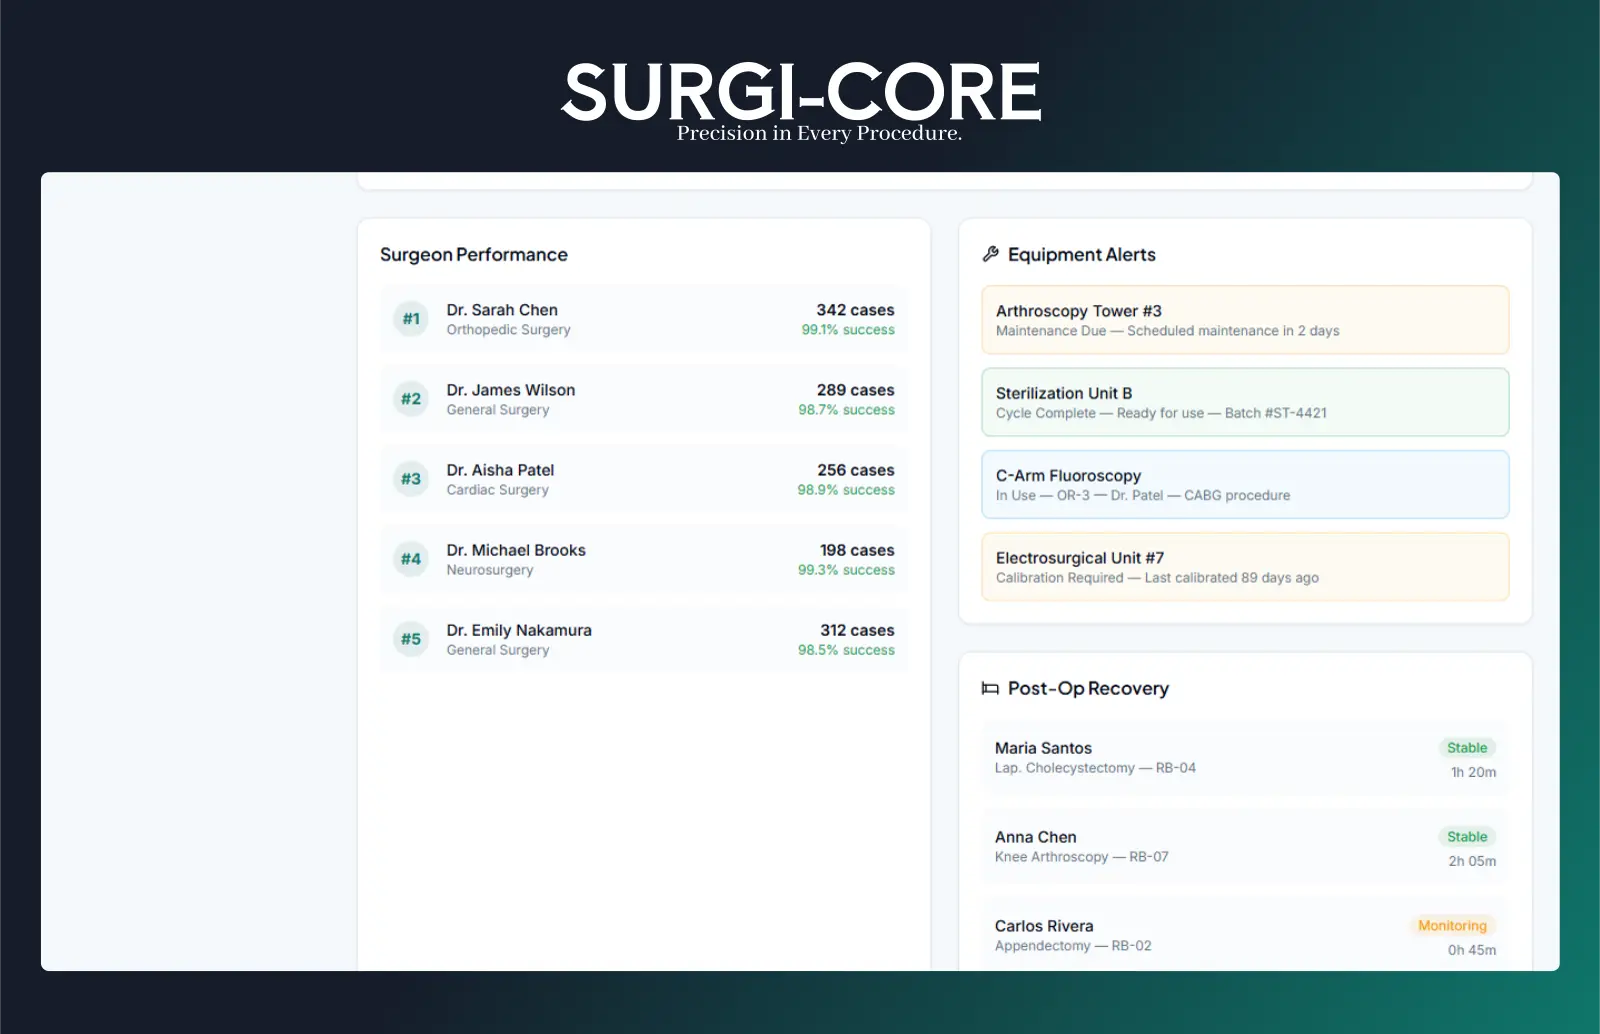 SURGI-CORE
Precision in Every Procedure.
Surgeon Performance
#1
Dr. Sarah Chen
Orthopedic Surgery
342 cases
99.1% success
#2
Dr. James Wilson
General Surgery
289 cases
98.7% success
#3
Dr. Aisha Patel
Cardiac Surgery
256 cases
98.9% success
#4
Dr. Michael Brooks
Neurosurgery
198 cases
99.3% success
#5
Dr. Emily Nakamura
General Surgery
312 cases
98.5% success
Equipment Alerts
Arthroscopy Tower #3
Maintenance Due — Scheduled maintenance in 2 days
Sterilization Unit B
Cycle Complete — Ready for use — Batch #ST-4421
C-Arm Fluoroscopy
In Use — OR-3 — Dr. Patel — CABG procedure
Electrosurgical Unit #7
Calibration Required — Last calibrated 89 days ago
Post-Op Recovery
Maria Santos
Lap. Cholecystectomy — RB-04
Stable
1h 20m
Anna Chen
Knee Arthroscopy — RB-07
Stable
2h 05m
Carlos Rivera
Appendectomy — RB-02
Monitoring
0h 45m